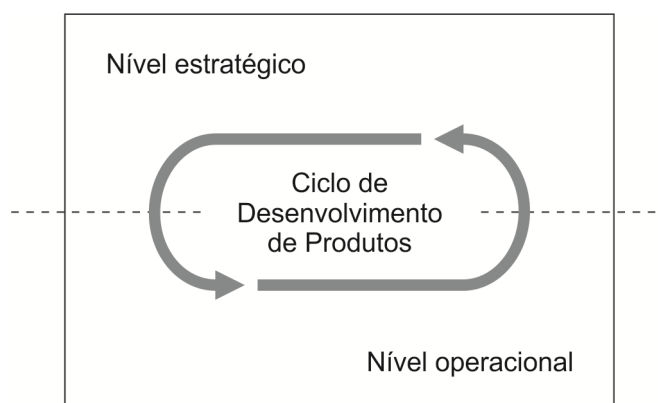 Nível estratégico
Ciclo de
Desenvolvimento
de Produtos
Nível operacional